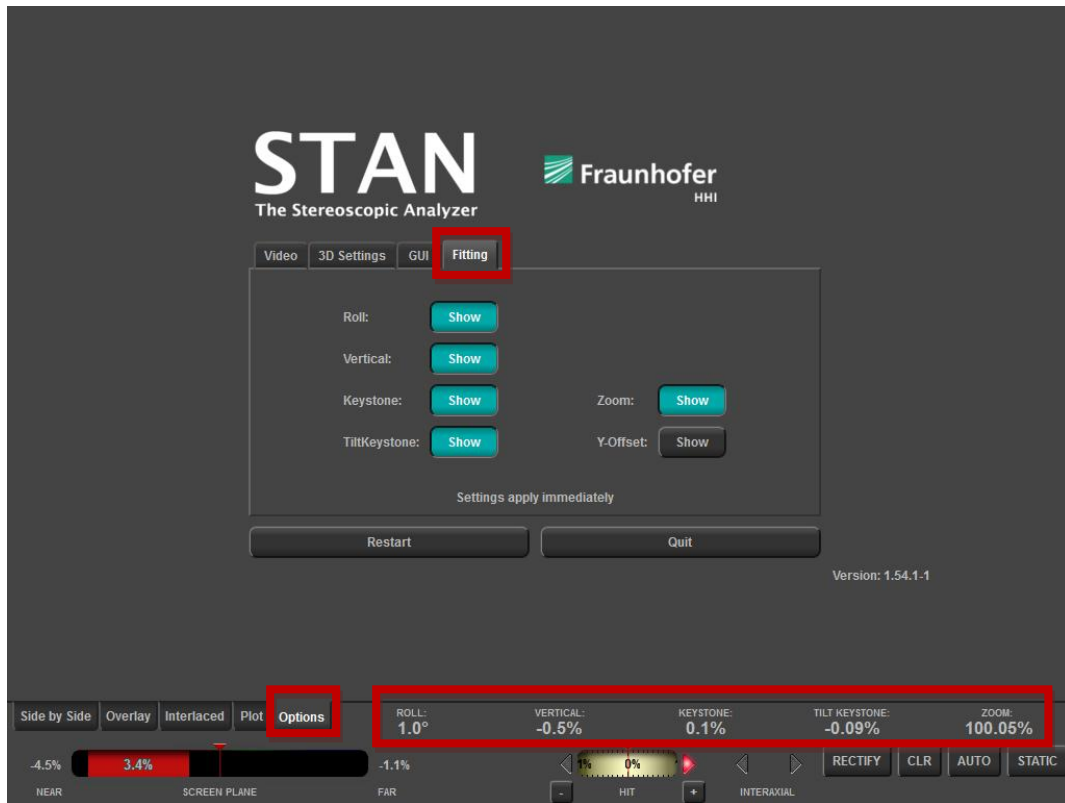 STAN
The Stereoscopic Analyzer
Fraunhofer
HHI
Video 3D Settings GUI Fitting
Roll: Show
Vertical: Show
Keystone: Show Zoom: Show
TiltKeystone: Show Y-Offset: Show
Settings apply immediately
Restart Quit
Version: 1.54.1-1
Side by Side Overlay Interlaced Plot Options
ROLL: VERTICAL: KEYSTONE: TILT KEYSTONE: ZOOM:
1.0° -0.5% 0.1% -0.09% 100.05%
-4.5% 3.4% -1.1% 1% 0% RECTIFY CLR AUTO STATIC
NEAR SCREEN PLANE FAR - HIT + INTERAXIAL